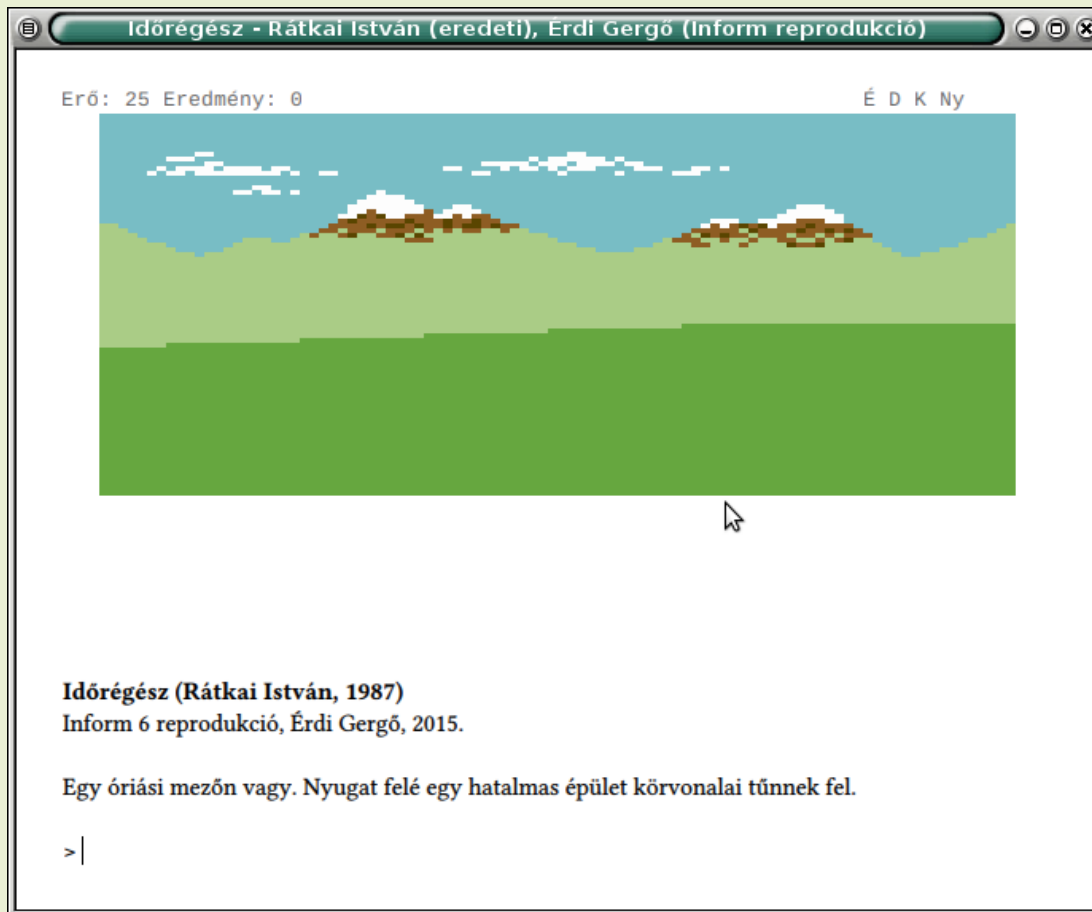 Időrégész - Rátkai István (eredeti), Érdi Gergő (Inform reprodukció)
Erő: 25 Eredmény: 0 É D K Ny
Időrégész (Rátkai István, 1987)
Inform 6 reprodukció, Érdi Gergő, 2015.
Egy óriási mezőn vagy. Nyugat felé egy hatalmas épület körvonalai tűnnek fel.
>